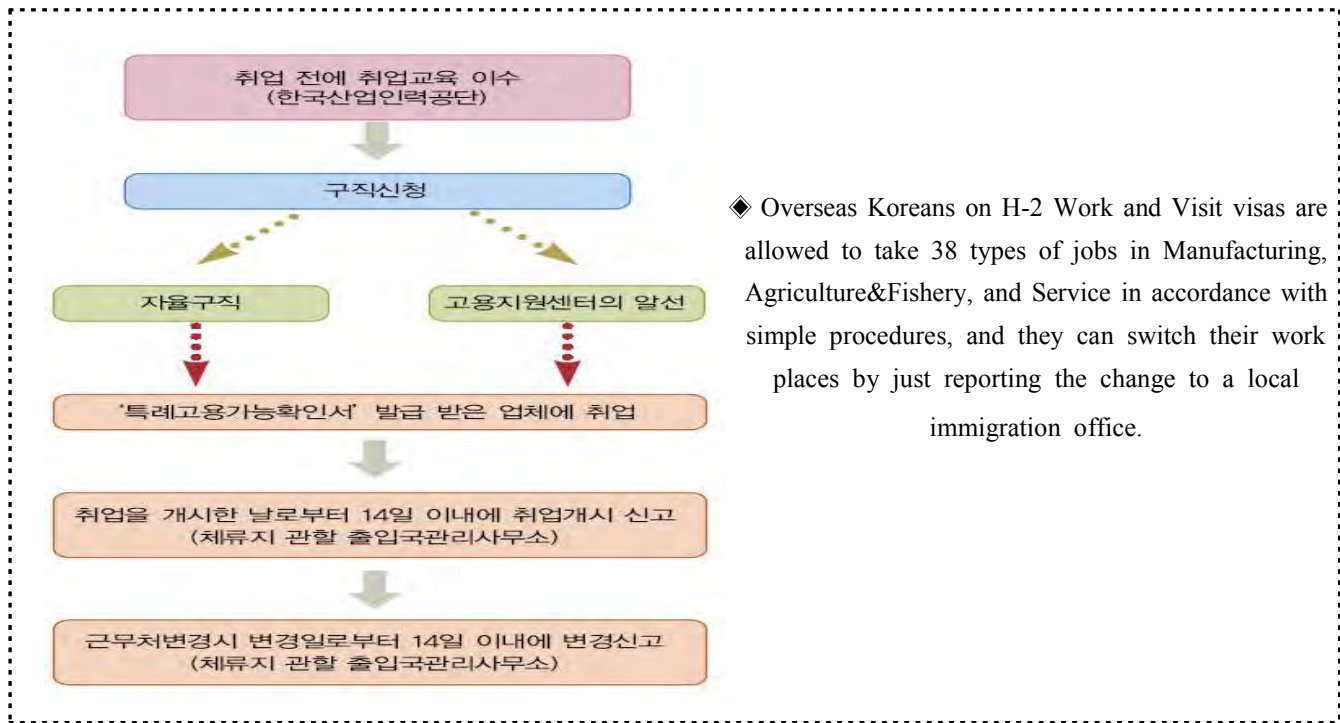 취업 전에 취업교육 이수
(한국산업인력공단)
구직신청
자율구직
고용지원센터의 알선
'특례고용가능확인서' 발급 받은 업체에 취업
취업을 개시한 날로부터 14일 이내에 취업개시 신고
(체류지 관할 출입국관리사무소)
근무처변경시 변경일로부터 14일 이내에 변경신고
(체류지 관할 출입국관리사무소)
◈ Overseas Koreans on H-2 Work and Visit visas are
allowed to take 38 types of jobs in Manufacturing,
Agriculture&Fishery, and Service in accordance with
simple procedures, and they can switch their work
places by just reporting the change to a local
immigration office.